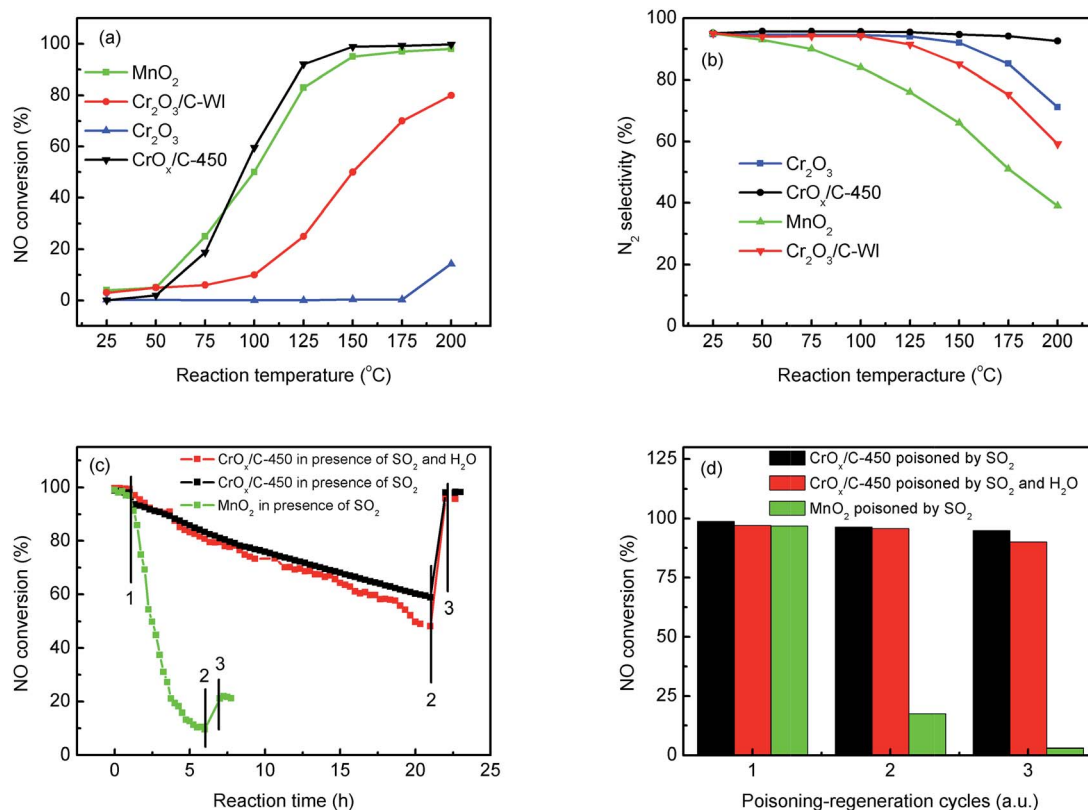 (a)
MnO₂
Cr₂O₃/C-WI
Cr₂O₃
CrOₓ/C-450
NO conversion (%)
100
80
60
40
20
0
25 50 75 100 125 150 175 200
Reaction temperature (°C)
(b)
Cr₂O₃
CrOₓ/C-450
MnO₂
Cr₂O₃/C-WI
N₂ selectivity (%)
100
80
60
40
20
0
25 50 75 100 125 150 175 200
Reaction temperacture (°C)
(c)
CrOₓ/C-450 in presence of SO₂ and H₂O
CrOₓ/C-450 in presence of SO₂
MnO₂ in presence of SO₂
NO conversion (%)
100
80
60
40
20
0
1
2
3
3
2
0 5 10 15 20 25
Reaction time (h)
(d)
CrOₓ/C-450 poisoned by SO₂
CrOₓ/C-450 poisoned by SO₂ and H₂O
MnO₂ poisoned by SO₂
NO conversion (%)
125
100
75
50
25
0
1 2 3
Poisoning-regeneration cycles (a.u.)